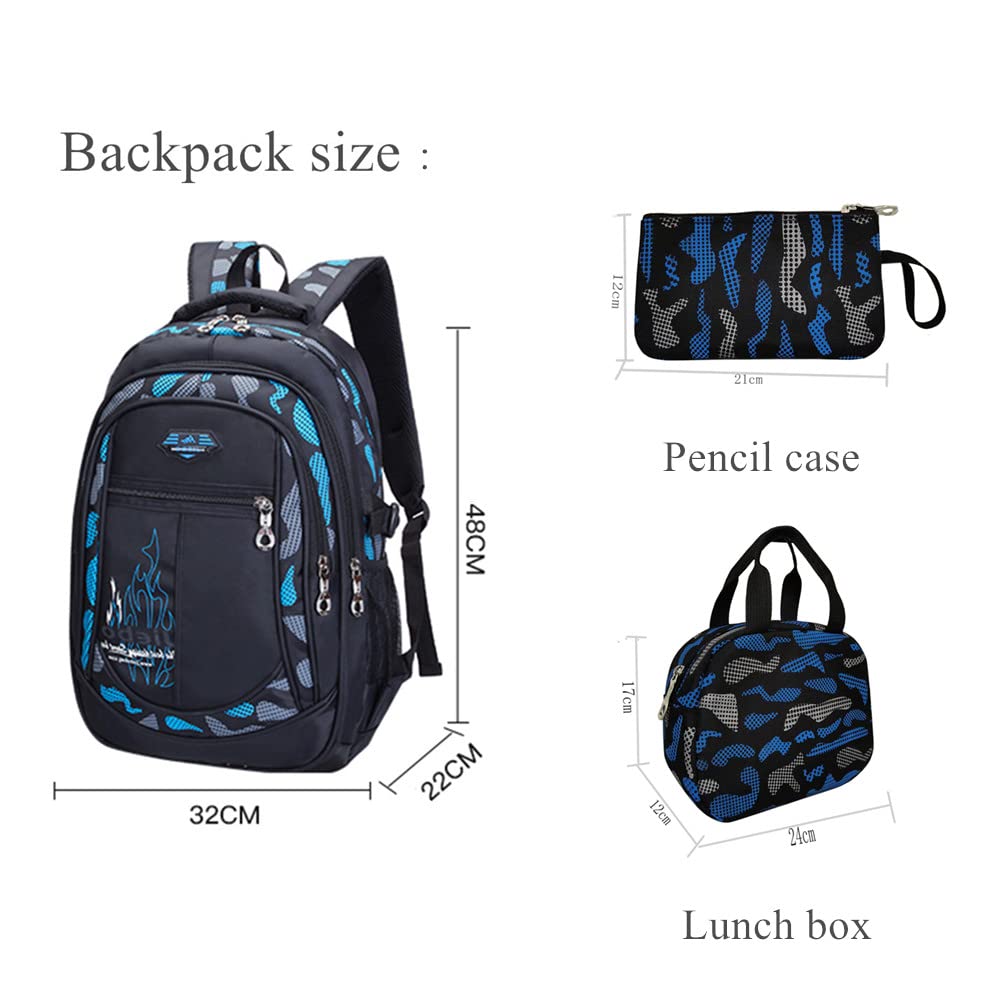 Backpack size :
12cm
21cm
Pencil case
48CM
22CM
32CM
17cm
12cm
24cm
Lunch box